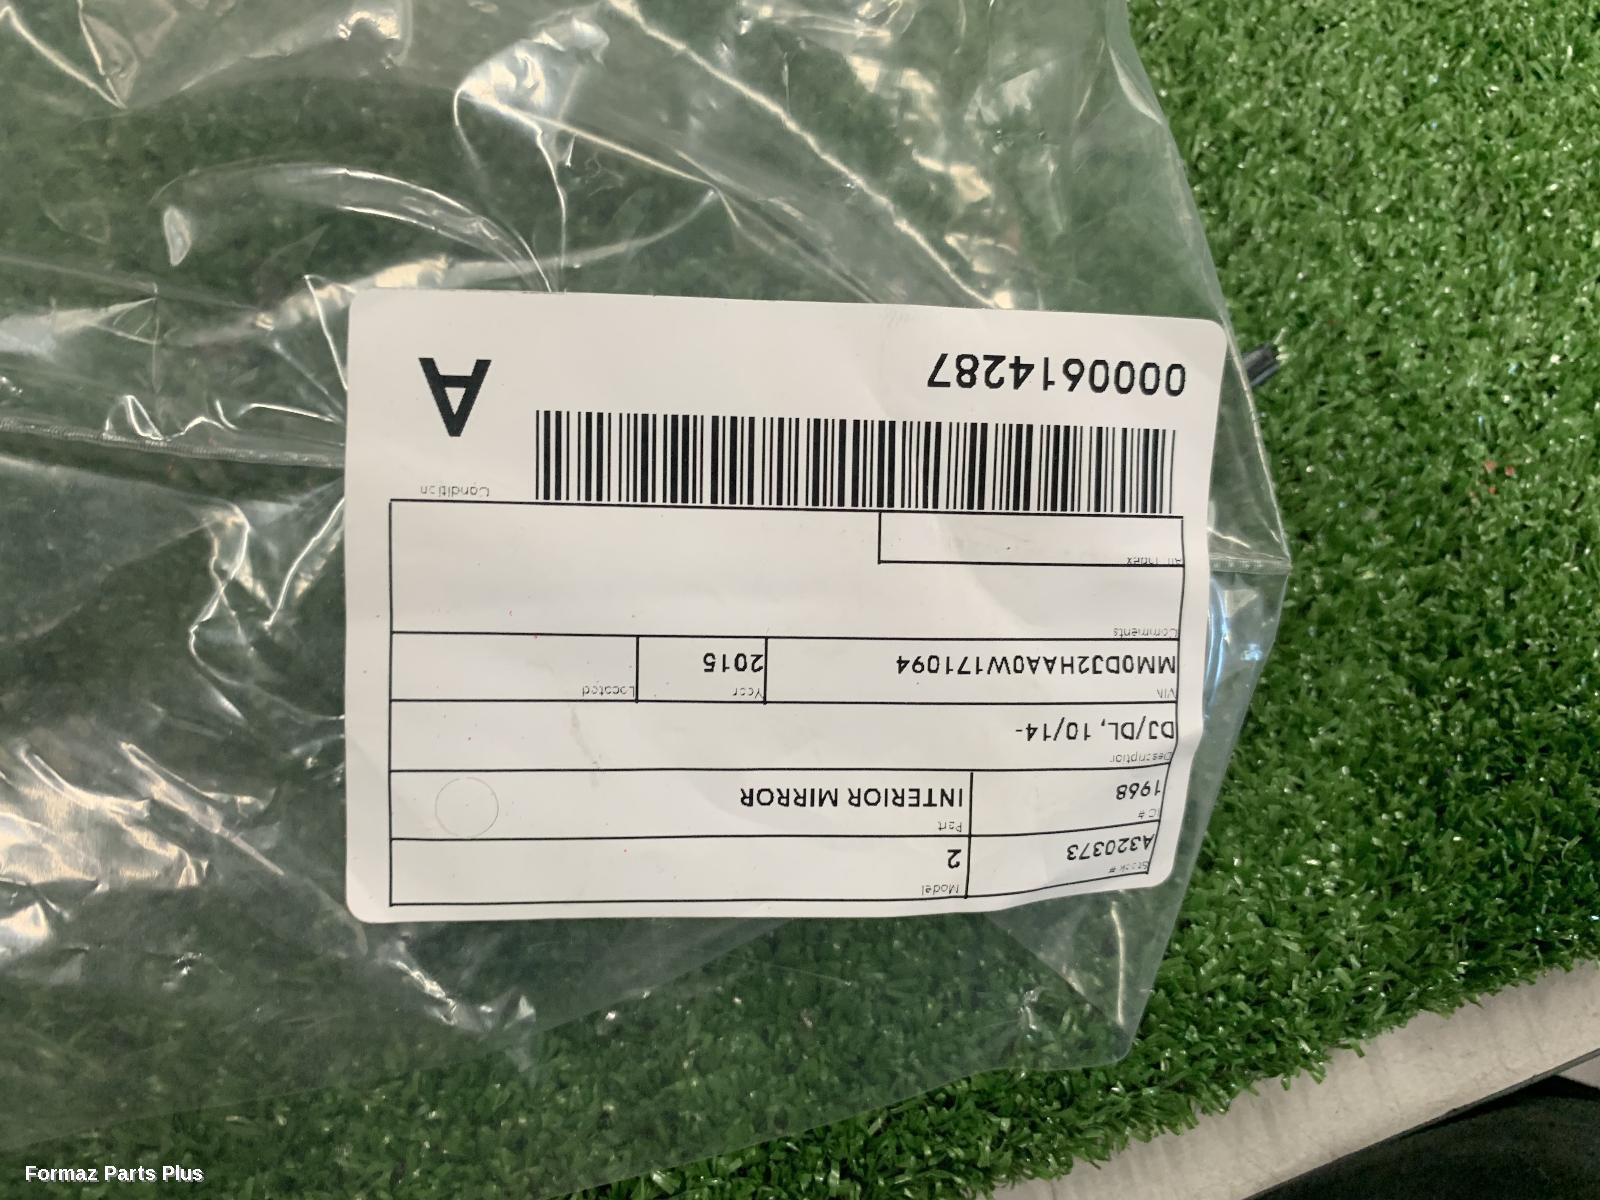 Stock #
A320373
Model
2
IC #
1968
Part
INTERIOR MIRROR
Description
DJ/DL, 10/14-
VIN
MM0DJ2HAA0W171094
Year
2015
Located
Comments
Alt Index
Condition
A
0000614287
Formaz Parts Plus